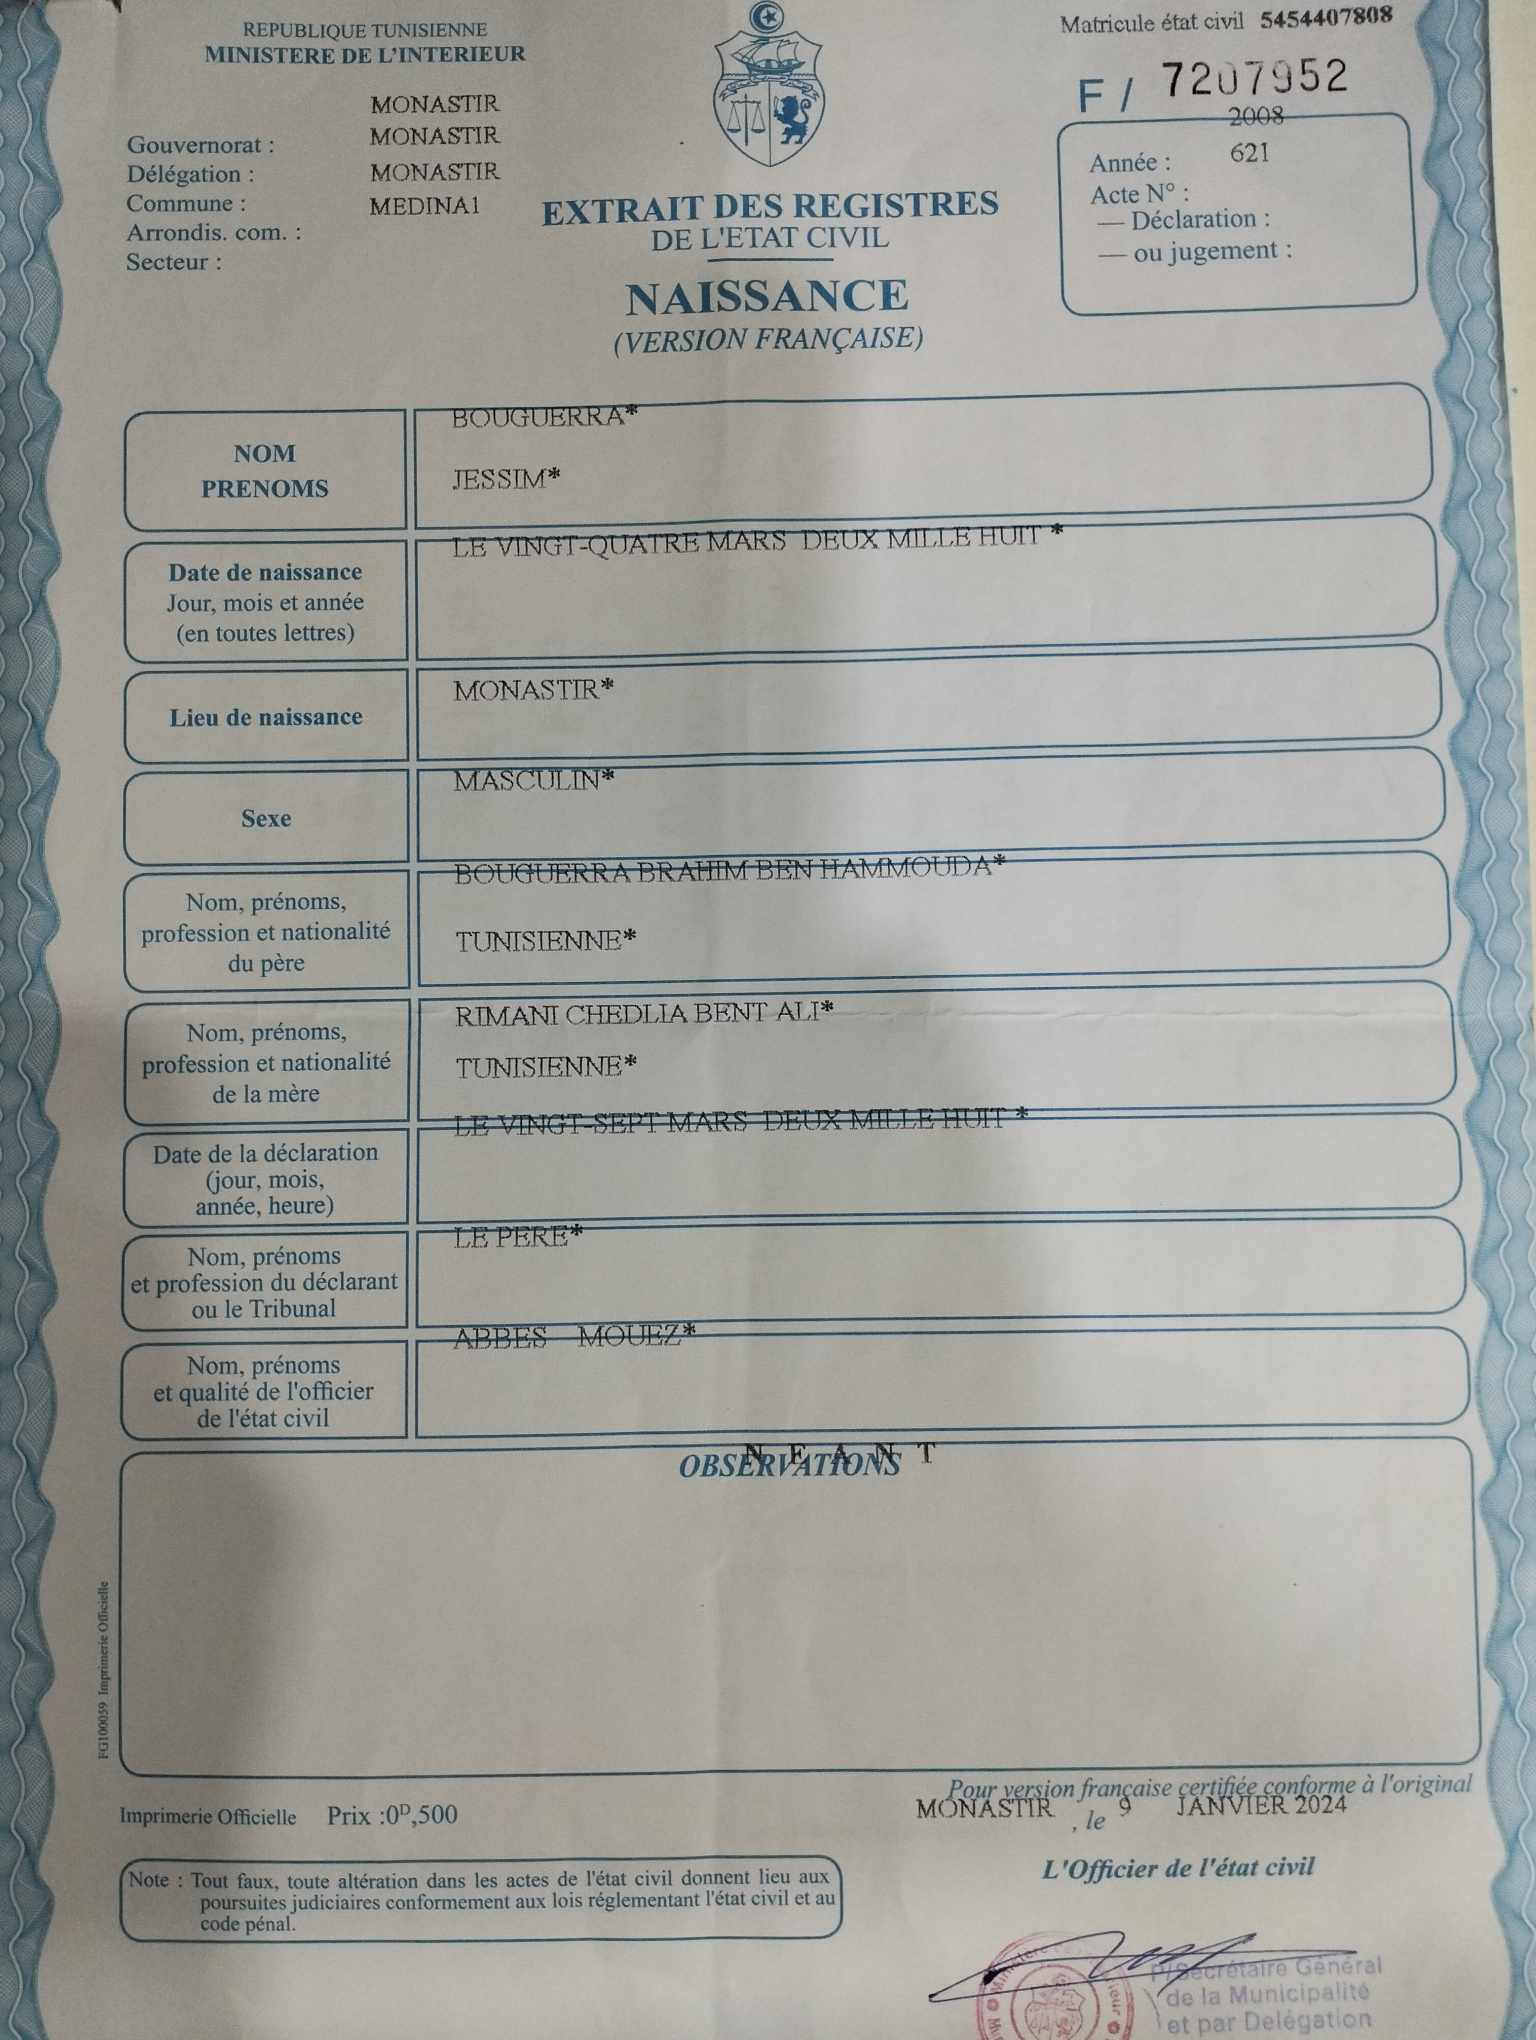 REPUBLIQUE TUNISIENNE
MINISTERE DE L'INTERIEUR
Matricule état civil 5454407808
F / 7207952
MONASTIR
MONASTIR
Gouvernorat :
Délégation : MONASTIR
Commune : MEDINA1
Arrondis. com. :
Secteur :
2008
Année : 621
Acte N° :
— Déclaration :
— ou jugement :
EXTRAIT DES REGISTRES
DE L'ETAT CIVIL
NAISSANCE
(VERSION FRANÇAISE)
NOM
PRENOMS
BOUGUERRA*
JESSIM*
Date de naissance
Jour, mois et année
(en toutes lettres)
LE VINGT-QUATRE MARS DEUX MILLE HUIT *
Lieu de naissance
MONASTIR*
Sexe
MASCULIN*
Nom, prénoms,
profession et nationalité
du père
BOUGUERRA BRAHIM BEN HAMMOUDA*
TUNISIENNE*
Nom, prénoms,
profession et nationalité
de la mère
RIMANI CHEDLIA BENT ALI*
TUNISIENNE*
Date de la déclaration
(jour, mois,
année, heure)
LE VINGT-SEPT MARS DEUX MILLE HUIT *
Nom, prénoms
et profession du déclarant
ou le Tribunal
LE PERE*
Nom, prénoms
et qualité de l'officier
de l'état civil
ABBES MOUEZ*
OBSERVATIONS
N E A N T
FG100059 Imprimerie Officielle
Pour version française certifiée conforme à l'original
MONASTIR , le 9 JANVIER 2024
Imprimerie Officielle Prix :0ᴰ,500
L'Officier de l'état civil
Note : Tout faux, toute altération dans les actes de l'état civil donnent lieu aux
poursuites judiciaires conformement aux lois réglementant l'état civil et au
code pénal.
P/Secrétaire Général
de la Municipalité
et par Délégation